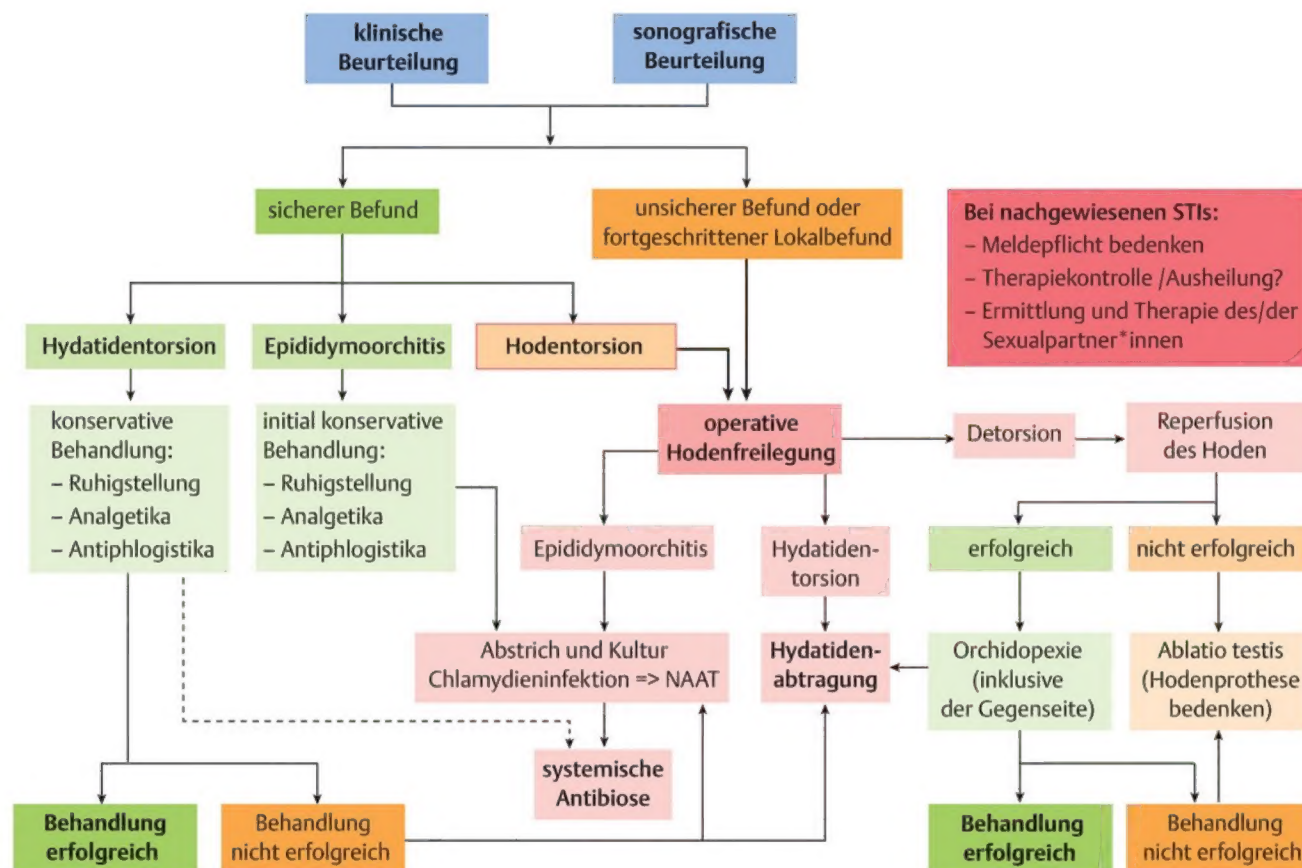 klinische
Beurteilung
sonografische
Beurteilung
sicherer Befund
unsicherer Befund oder
fortgeschrittener Lokalbefund
Bei nachgewiesenen STIs:
– Meldepflicht bedenken
– Therapiekontrolle /Ausheilung?
– Ermittlung und Therapie des/der
Sexualpartner*innen
Hydatidentorsion
Epididymoorchitis
Hodentorsion
konservative
Behandlung:
– Ruhigstellung
– Analgetika
– Antiphlogistika
initial konservative
Behandlung:
– Ruhigstellung
– Analgetika
– Antiphlogistika
operative
Hodenfreilegung
Detorsion
Reperfusion
des Hoden
Epididymoorchitis
Hydatiden-
torsion
erfolgreich
nicht erfolgreich
Abstrich und Kultur
Chlamydieninfektion => NAAT
Hydatiden-
abtragung
Orchidopexie
(inklusive
der Gegenseite)
Ablatio testis
(Hodenprothese
bedenken)
systemische
Antibiose
Behandlung
erfolgreich
Behandlung
nicht erfolgreich
Behandlung
erfolgreich
Behandlung
nicht erfolgreich